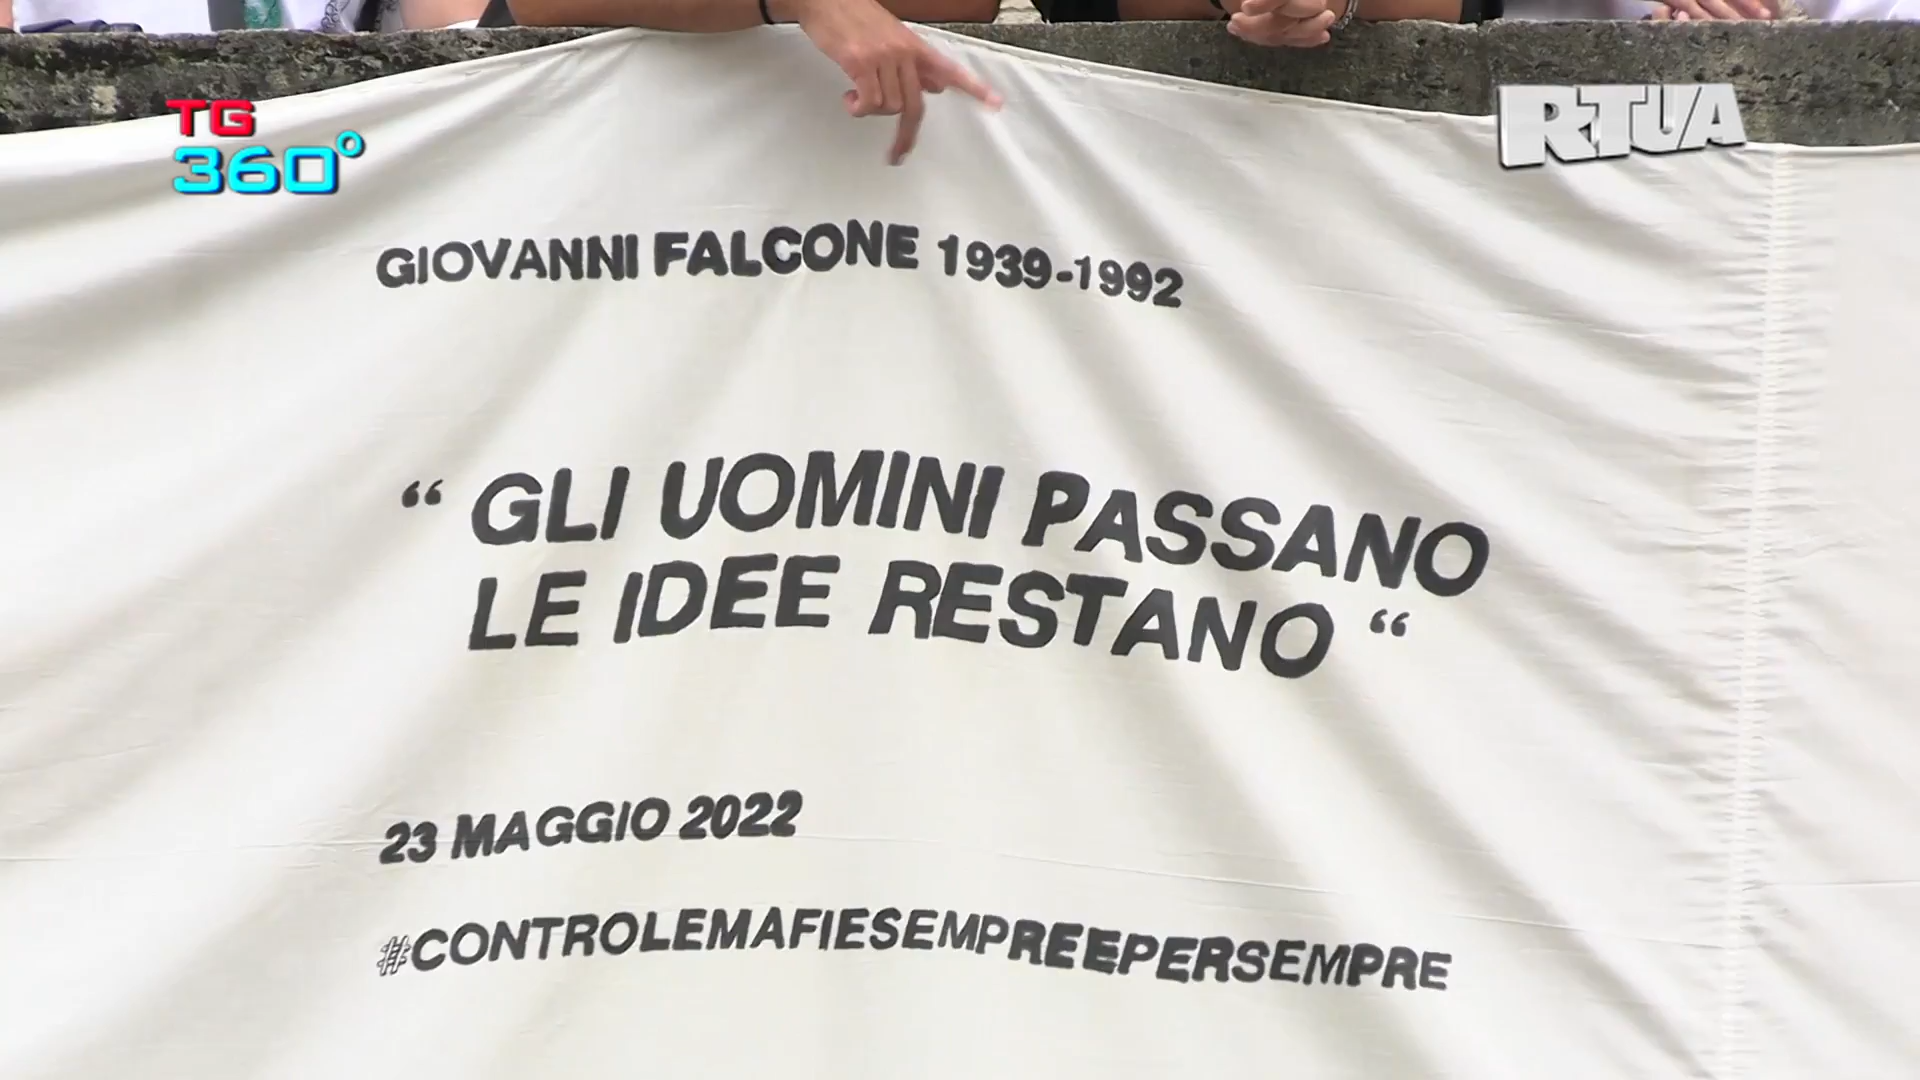 TG
360°
RTUA
GIOVANNI FALCONE 1939-1992
“ GLI UOMINI PASSANO
LE IDEE RESTANO “
23 MAGGIO 2022
#CONTROLEMAFIESEMPREEPERSEMPRE